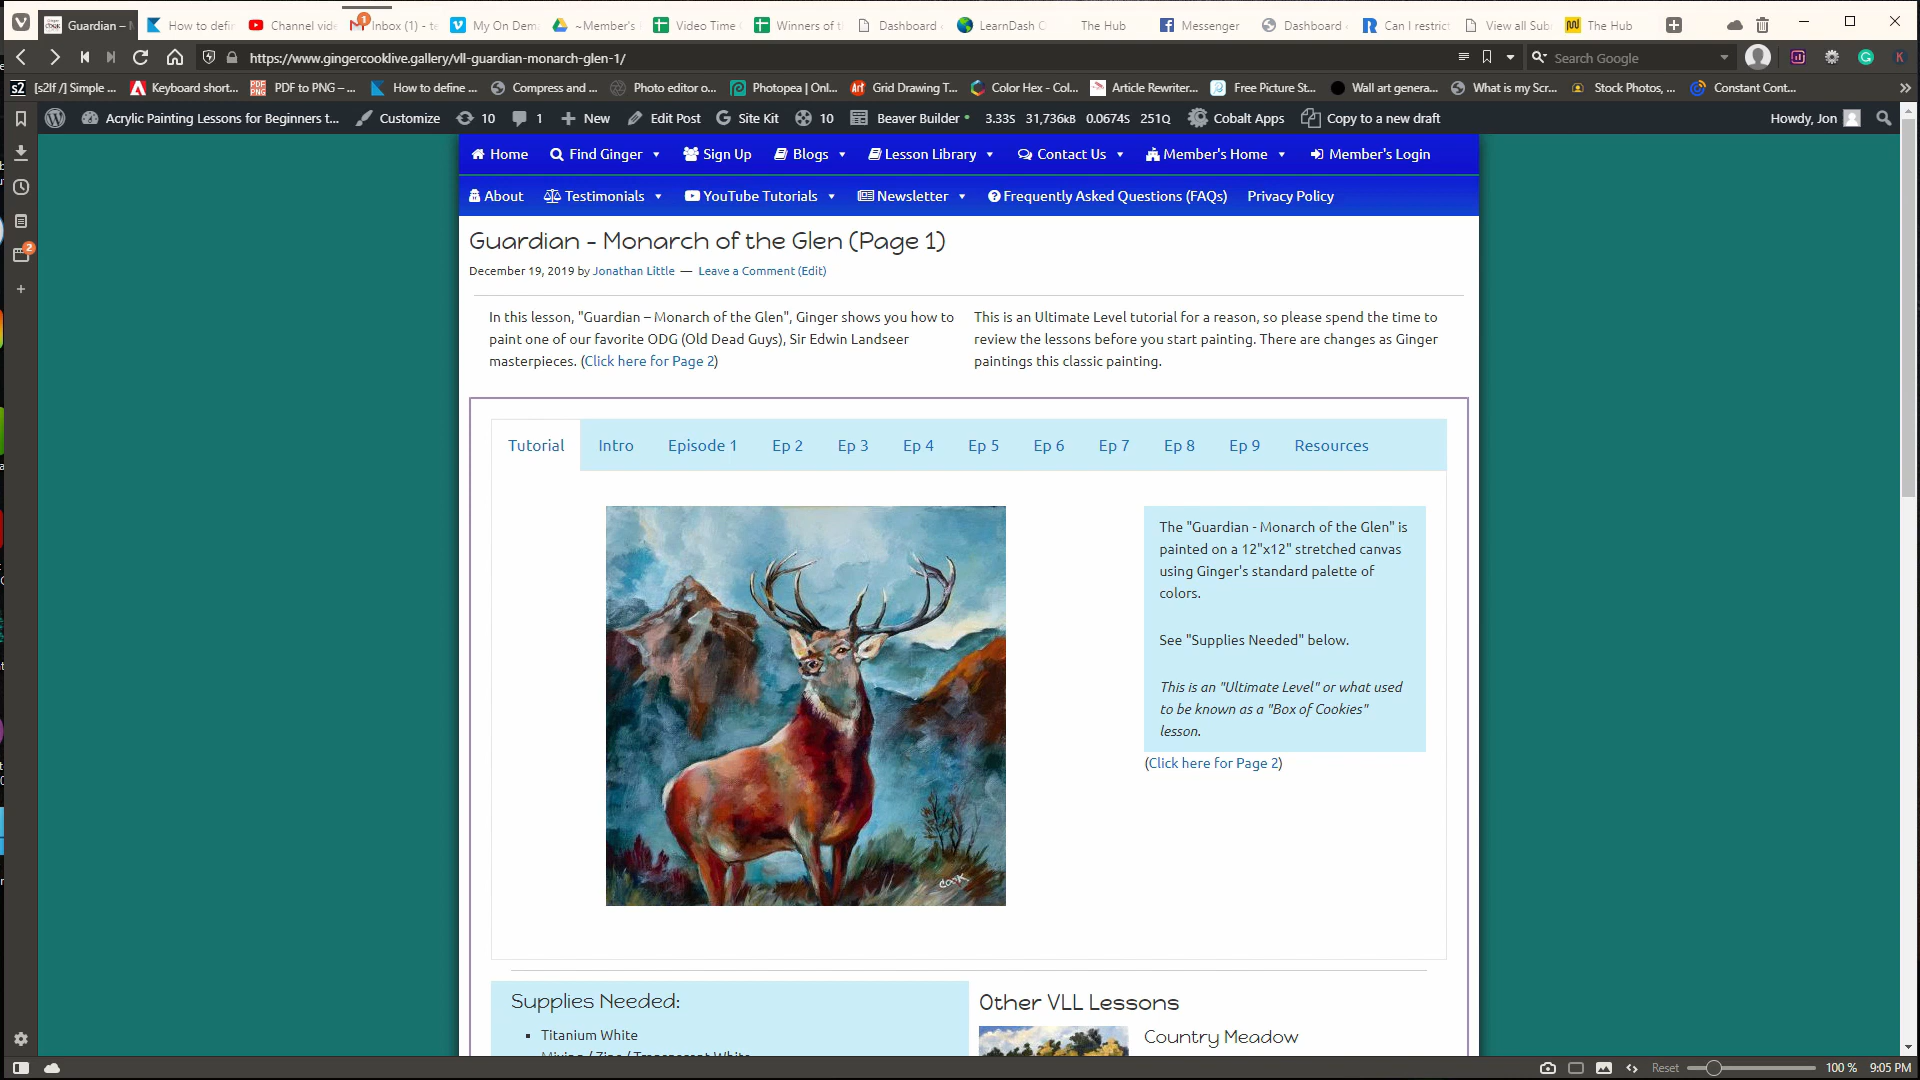 Guardian –
How to defin
Channel vide
Inbox (1) - te
My On Dema
~Member's
Video Time
Winners of t
Dashboard
LearnDash C
The Hub
Messenger
Dashboard
Can I restrict
View all Subs
The Hub
https://www.gingercooklive.gallery/vll-guardian-monarch-glen-1/
Search Google
[s2If /] Simple ...
Keyboard short...
PDF to PNG – ...
How to define ...
Compress and ...
Photo editor o...
Photopea | Onl...
Grid Drawing T...
Color Hex - Col...
Article Rewriter...
Free Picture St...
Wall art genera...
What is my Scr...
Stock Photos, ...
Constant Cont...
Acrylic Painting Lessons for Beginners t...
Customize
10
1
New
Edit Post
Site Kit
10
Beaver Builder
3.33S 31,736kB 0.0674S 251Q
Cobalt Apps
Copy to a new draft
Howdy, Jon
Home Find Ginger Sign Up Blogs Lesson Library Contact Us Member's Home Member's Login
About Testimonials YouTube Tutorials Newsletter Frequently Asked Questions (FAQs) Privacy Policy
2
Guardian – Monarch of the Glen (Page 1)
December 19, 2019 by Jonathan Little — Leave a Comment (Edit)
In this lesson, "Guardian – Monarch of the Glen", Ginger shows you how to
paint one of our favorite ODG (Old Dead Guys), Sir Edwin Landseer
masterpieces. (Click here for Page 2)
This is an Ultimate Level tutorial for a reason, so please spend the time to
review the lessons before you start painting. There are changes as Ginger
paintings this classic painting.
Tutorial Intro Episode 1 Ep 2 Ep 3 Ep 4 Ep 5 Ep 6 Ep 7 Ep 8 Ep 9 Resources
The "Guardian - Monarch of the Glen" is
painted on a 12"x12" stretched canvas
using Ginger's standard palette of
colors.
See "Supplies Needed" below.
This is an "Ultimate Level" or what used
to be known as a "Box of Cookies"
lesson.
(Click here for Page 2)
Cook
Supplies Needed:
Titanium White
Other VLL Lessons
Country Meadow
Reset
100 %
9:05 PM